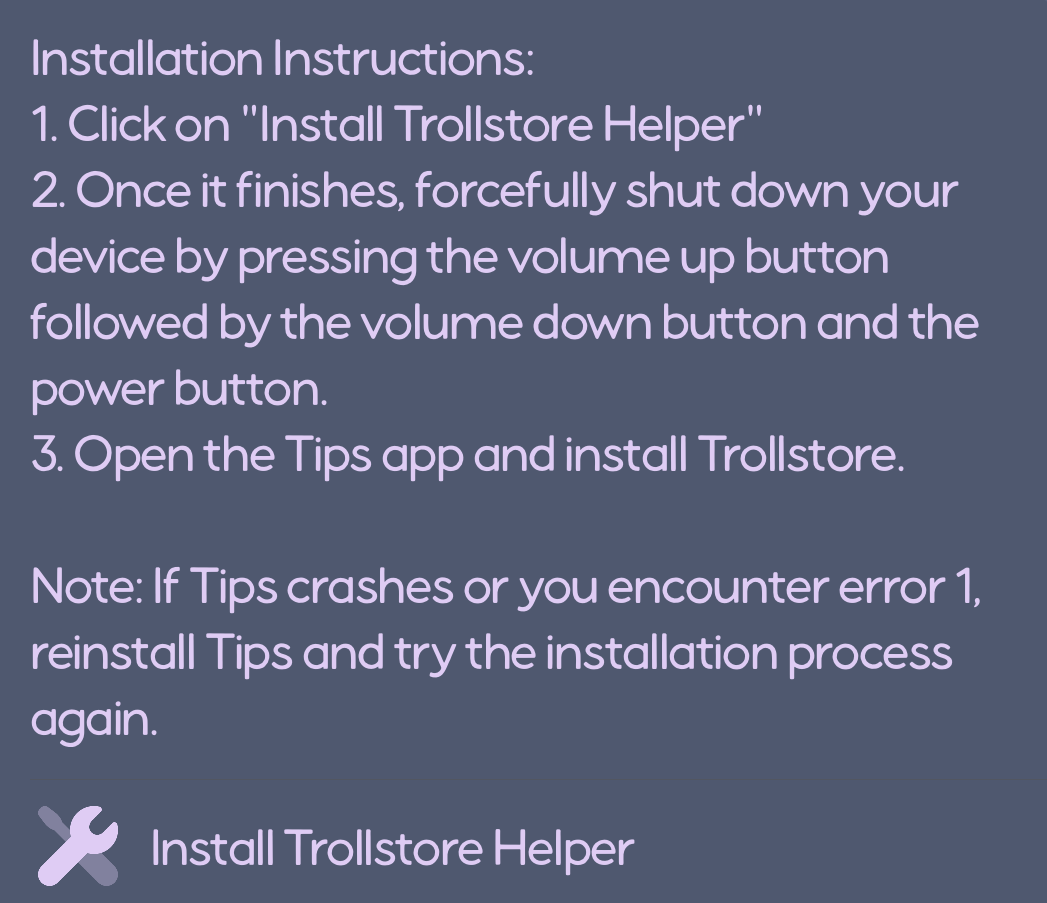 Installation Instructions:
1. Click on "Install Trollstore Helper"
2. Once it finishes, forcefully shut down your
device by pressing the volume up button
followed by the volume down button and the
power button.
3. Open the Tips app and install Trollstore.
Note: If Tips crashes or you encounter error 1,
reinstall Tips and try the installation process
again.
Install Trollstore Helper